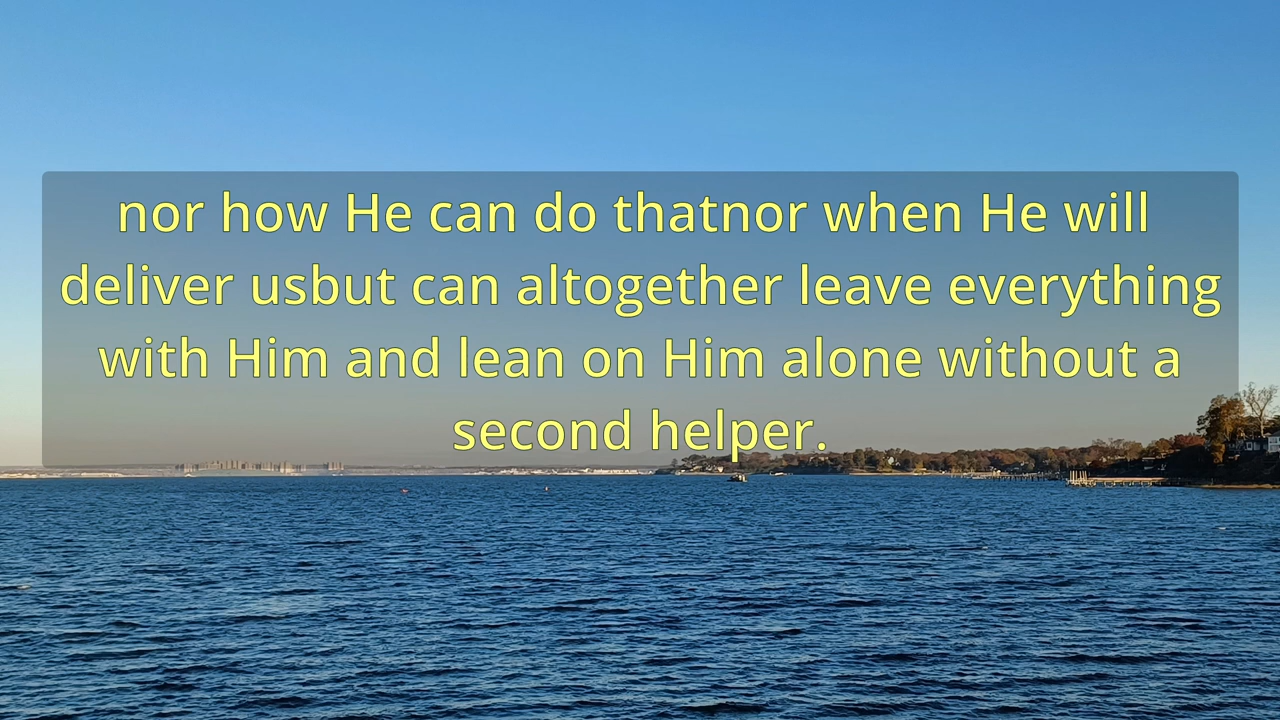 nor how He can do thatnor when He will
deliver usbut can altogether leave everything
with Him and lean on Him alone without a
second helper.